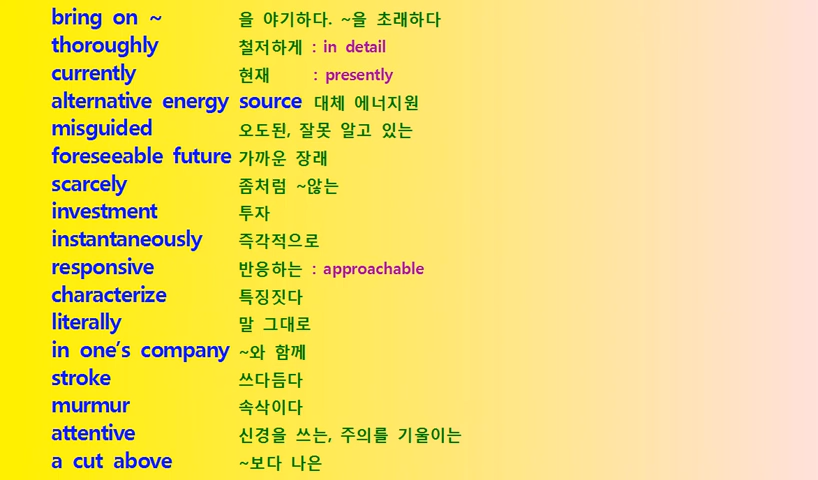 bring on ~ 을 야기하다. ~을 초래하다
thoroughly 철저하게 : in detail
currently 현재 : presently
alternative energy source 대체 에너지원
misguided 오도된, 잘못 알고 있는
foreseeable future 가까운 장래
scarcely 좀처럼 ~않는
investment 투자
instantaneously 즉각적으로
responsive 반응하는 : approachable
characterize 특징짓다
literally 말 그대로
in one's company ~와 함께
stroke 쓰다듬다
murmur 속삭이다
attentive 신경을 쓰는, 주의를 기울이는
a cut above ~보다 나은